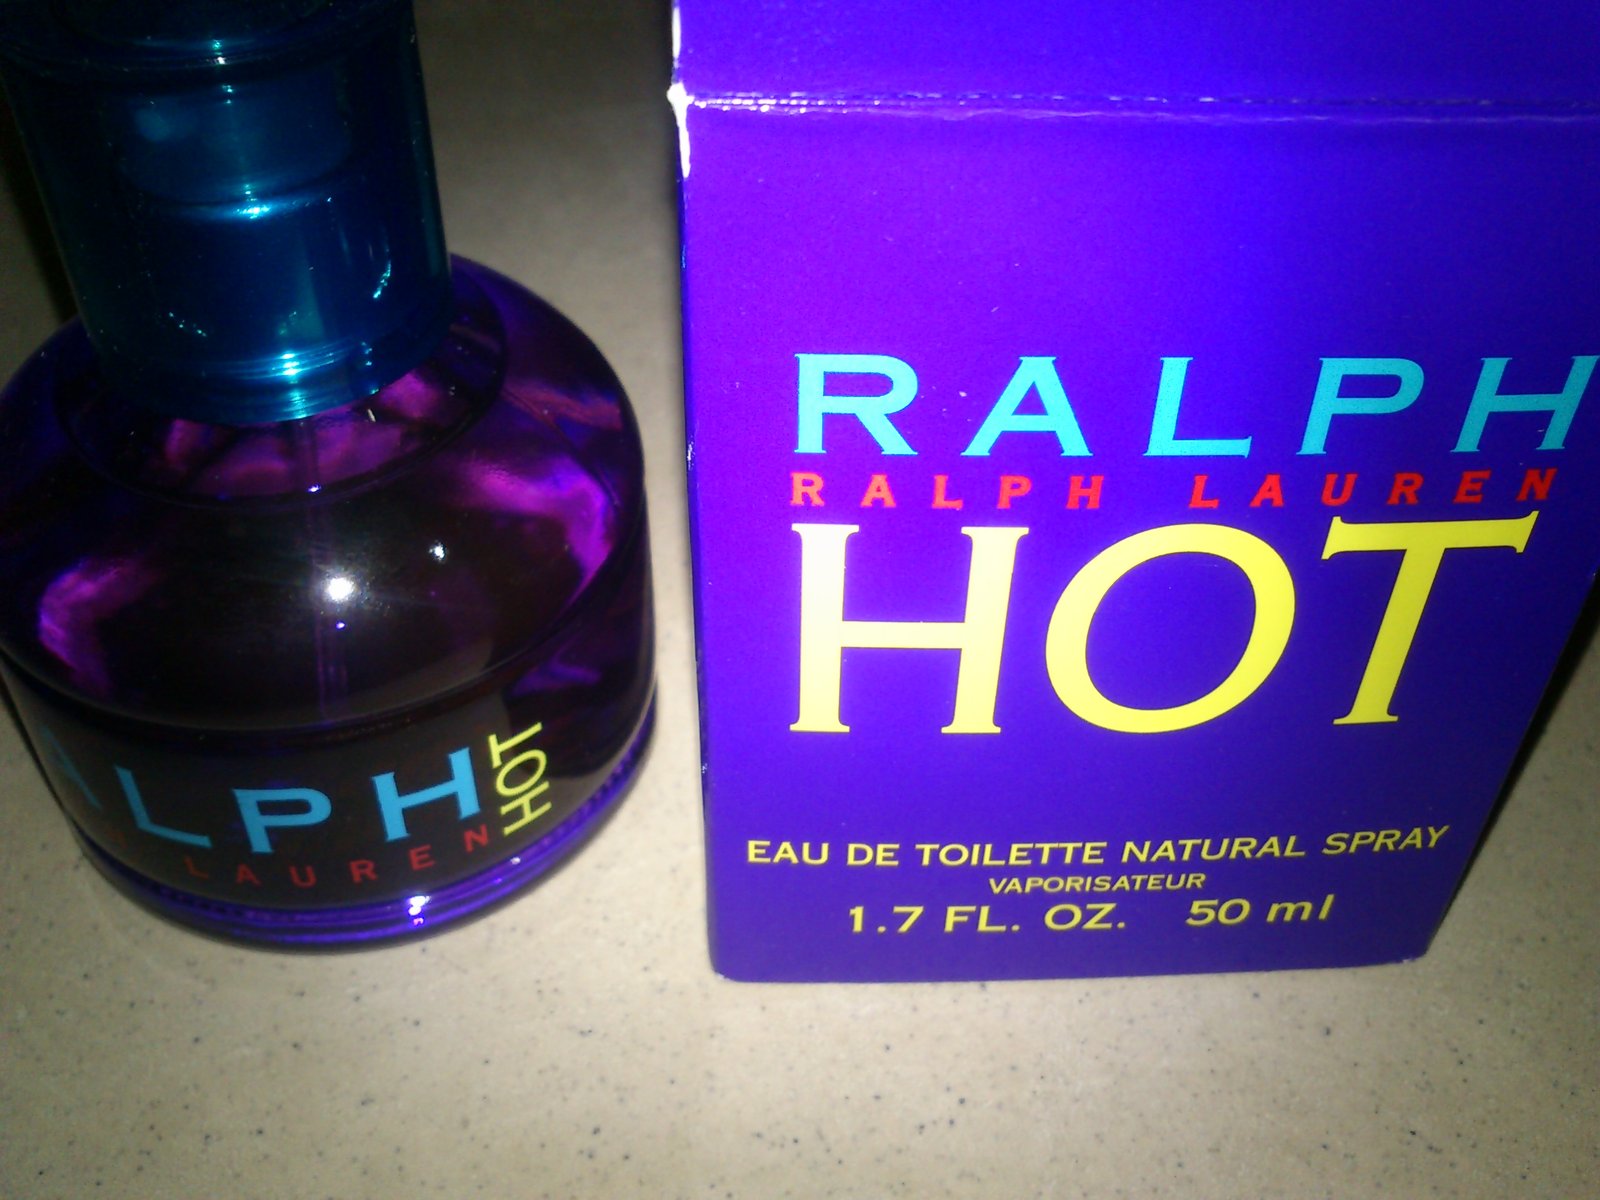 ALPH
LAUREN
HOT
RALPH
RALPH LAUREN
HOT
EAU DE TOILETTE NATURAL SPRAY
VAPORISATEUR
1.7 FL. OZ. 50 ml